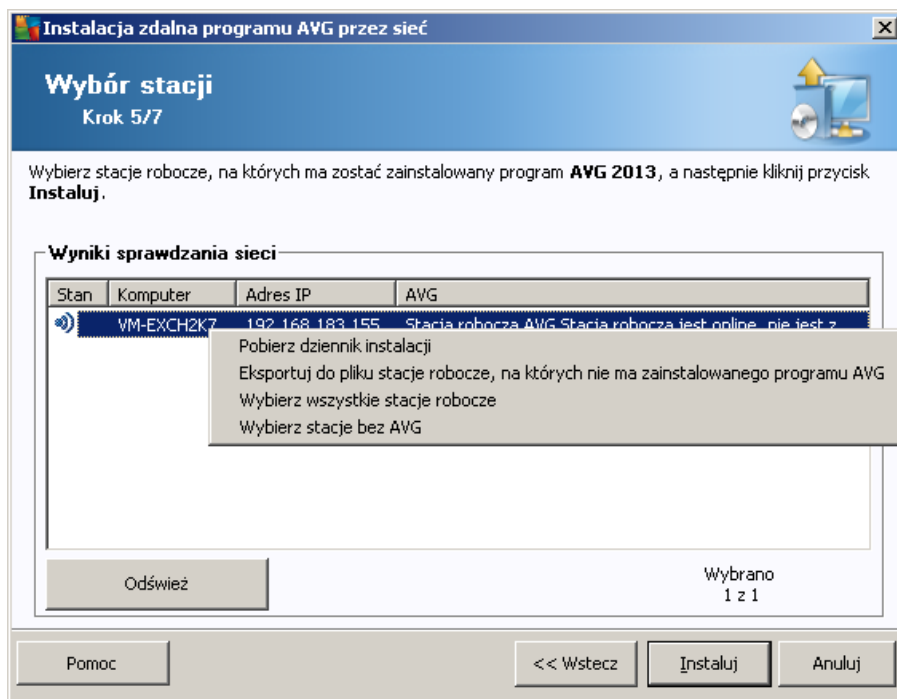 Instalacja zdalna programu AVG przez sieć
Wybór stacji
Krok 5/7
Wybierz stacje robocze, na których ma zostać zainstalowany program AVG 2013, a następnie kliknij przycisk
Instaluj.
Wyniki sprawdzania sieci
Stan Komputer Adres IP AVG
VM-EXCH2K7 192.168.183.155 Stacja robocza AVG Stacja robocza jest online, nie jest z
Pobierz dziennik instalacji
Eksportuj do pliku stacje robocze, na których nie ma zainstalowanego programu AVG
Wybierz wszystkie stacje robocze
Wybierz stacje bez AVG
Odśwież
Wybrano
1 z 1
Pomoc << Wstecz Instaluj Anuluj